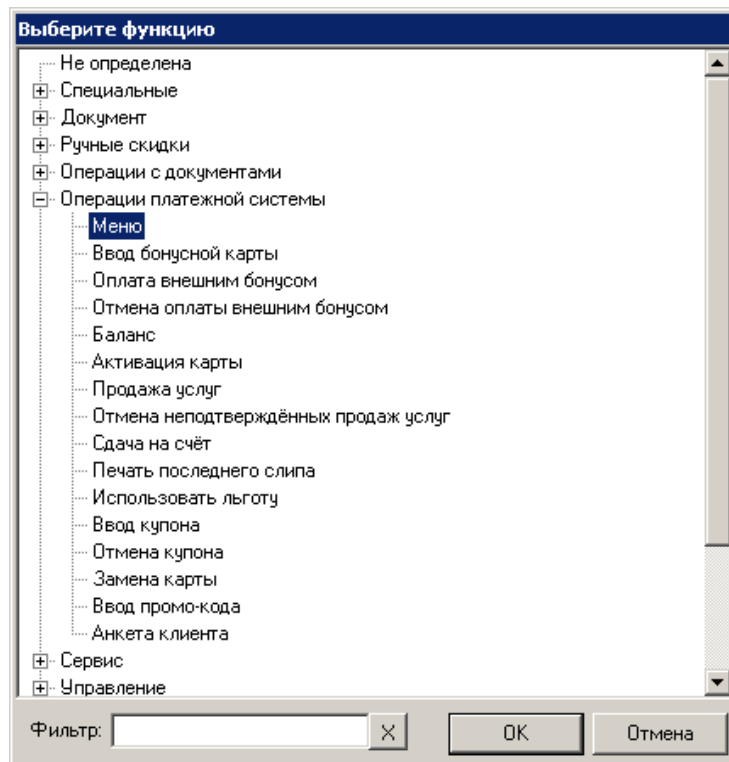 Выберите функцию
Не определена
Специальные
Документ
Ручные скидки
Операции с документами
Операции платежной системы
Меню
Ввод бонусной карты
Оплата внешним бонусом
Отмена оплаты внешним бонусом
Баланс
Активация карты
Продажа услуг
Отмена неподтверждённых продаж услуг
Сдача на счёт
Печать последнего слипа
Использовать льготу
Ввод купона
Отмена купона
Замена карты
Ввод промо-кода
Анкета клиента
Сервис
Управление
Фильтр: X OK Отмена